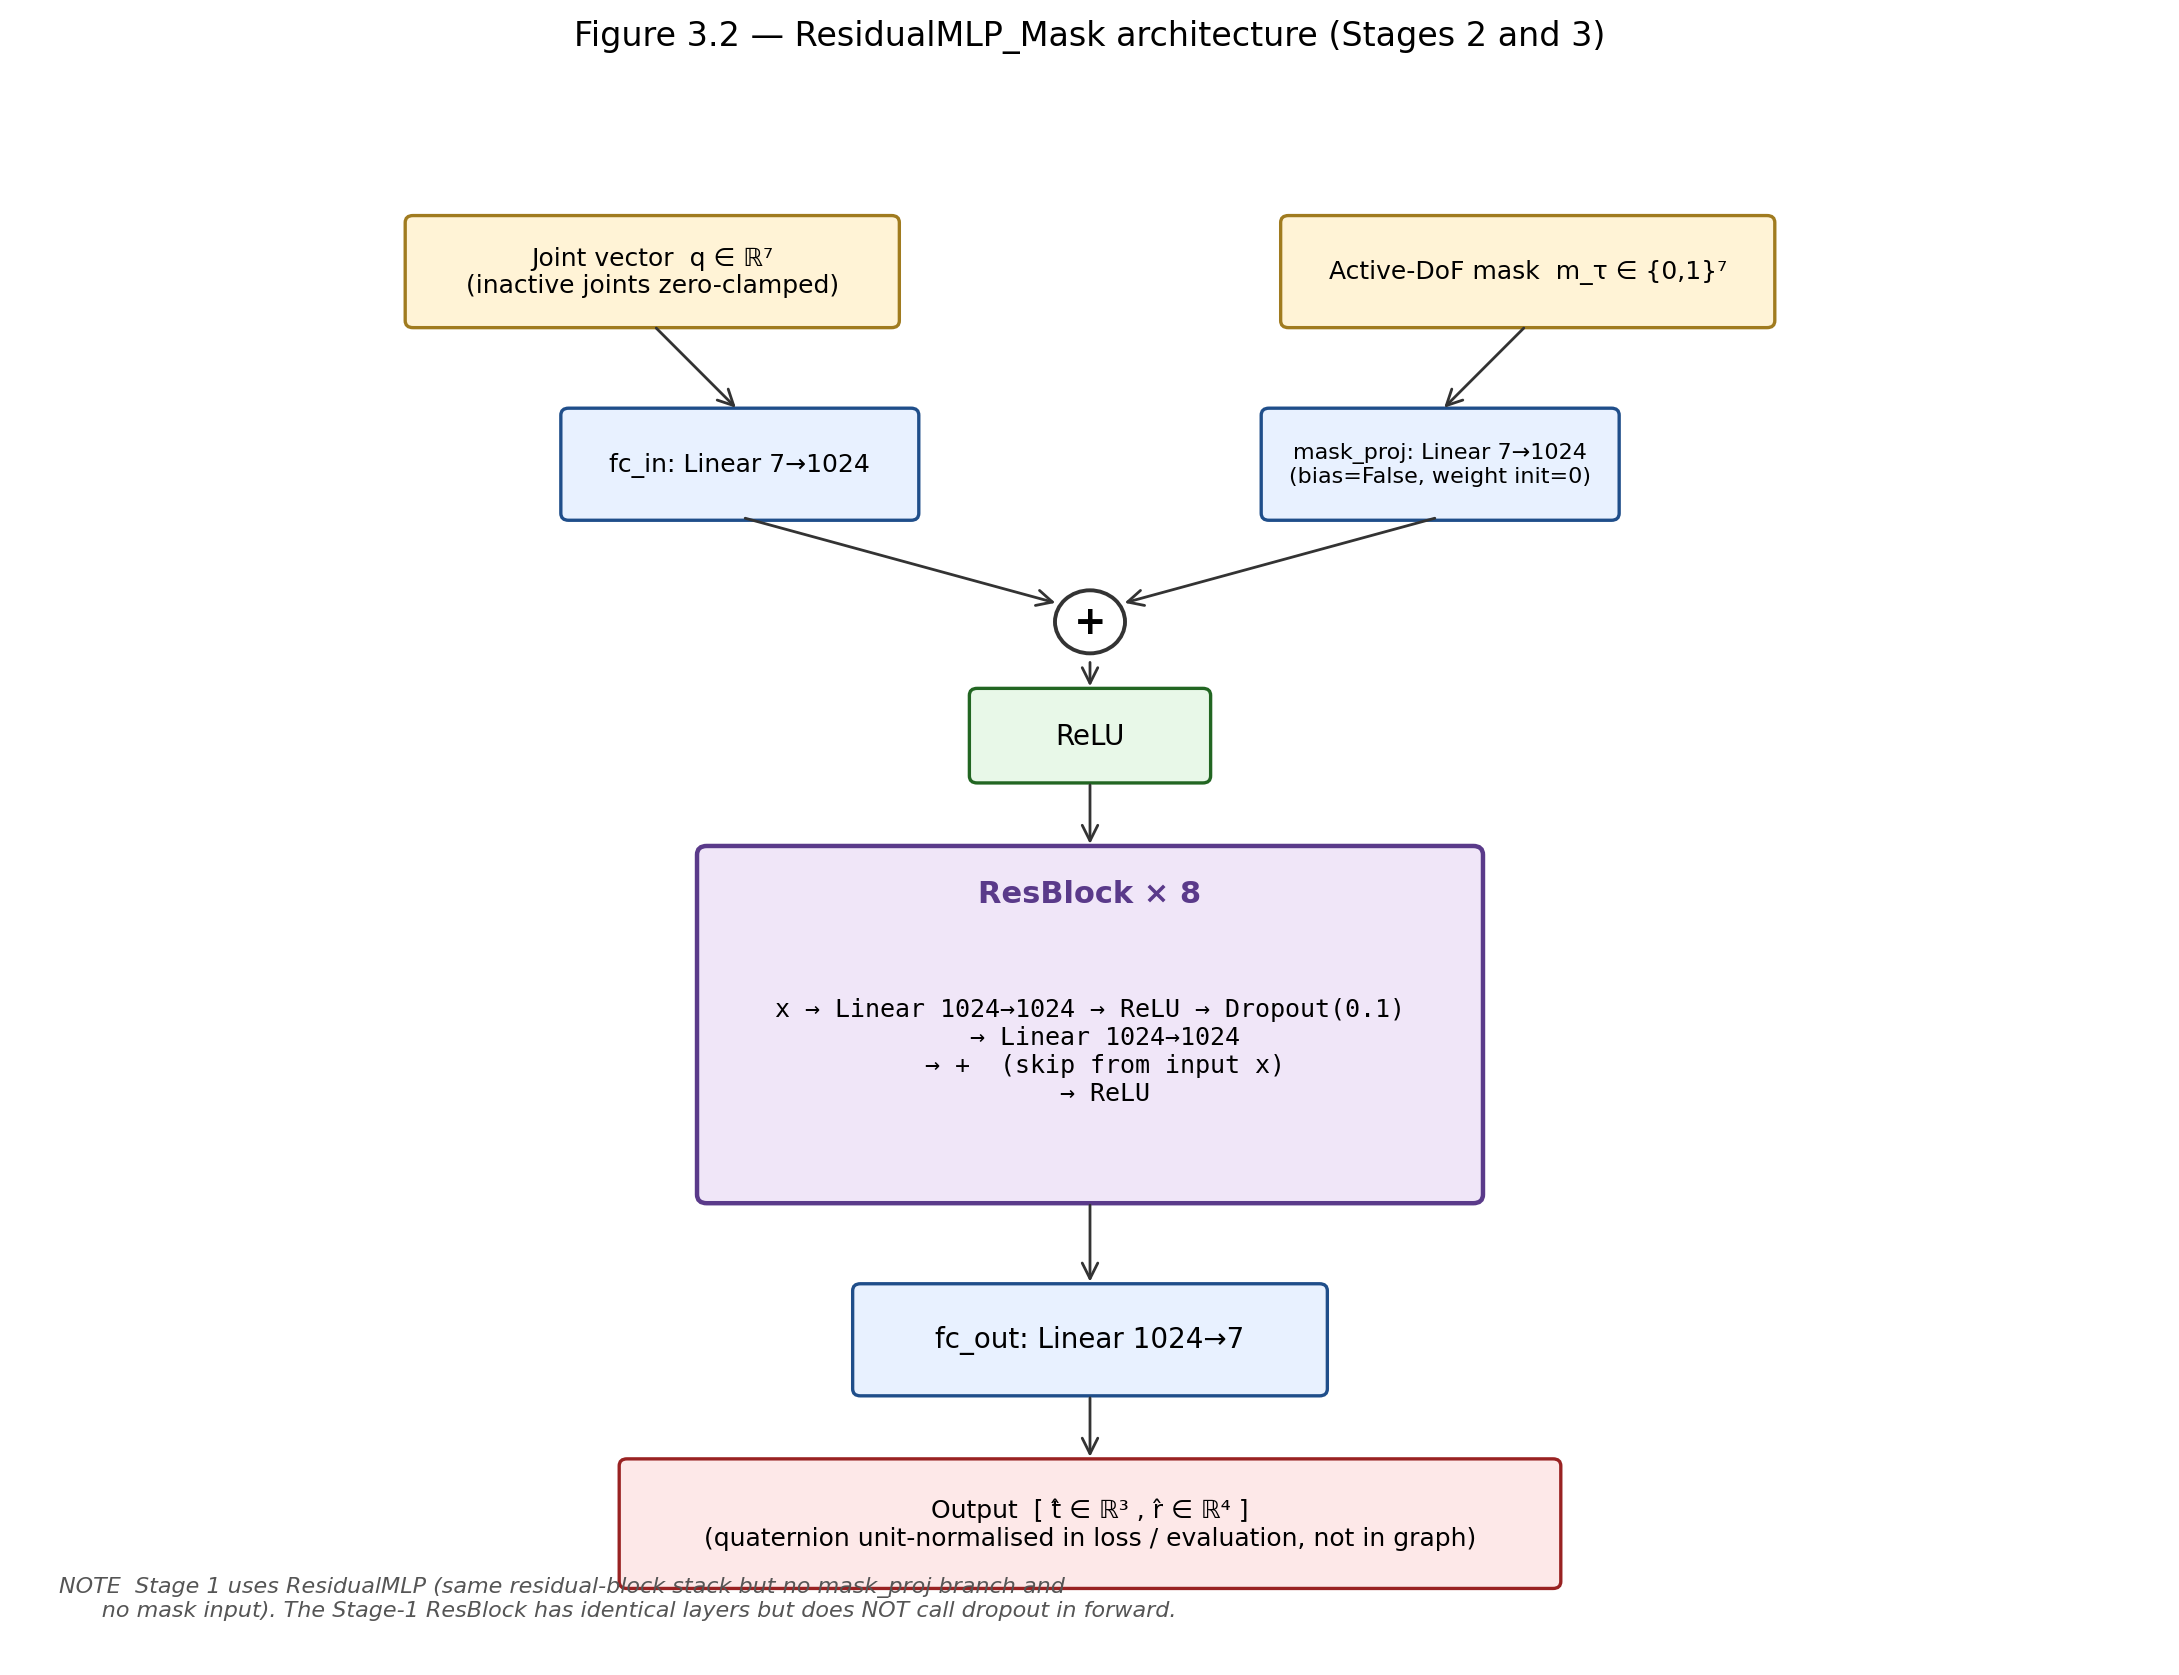 Figure 3.2 — ResidualMLP_Mask architecture (Stages 2 and 3)
Joint vector  q ∈ ℝ⁷
(inactive joints zero-clamped)
Active-DoF mask  m_τ ∈ {0,1}⁷
fc_in: Linear 7→1024
mask_proj: Linear 7→1024
(bias=False, weight init=0)
+
ReLU
ResBlock × 8
x → Linear 1024→1024 → ReLU → Dropout(0.1)
→ Linear 1024→1024
→ +  (skip from input x)
→ ReLU
fc_out: Linear 1024→7
Output  [ t̂ ∈ ℝ³ , r̂ ∈ ℝ⁴ ]
(quaternion unit-normalised in loss / evaluation, not in graph)
NOTE  Stage 1 uses ResidualMLP (same residual-block stack but no mask_proj branch and
no mask input). The Stage-1 ResBlock has identical layers but does NOT call dropout in forward.